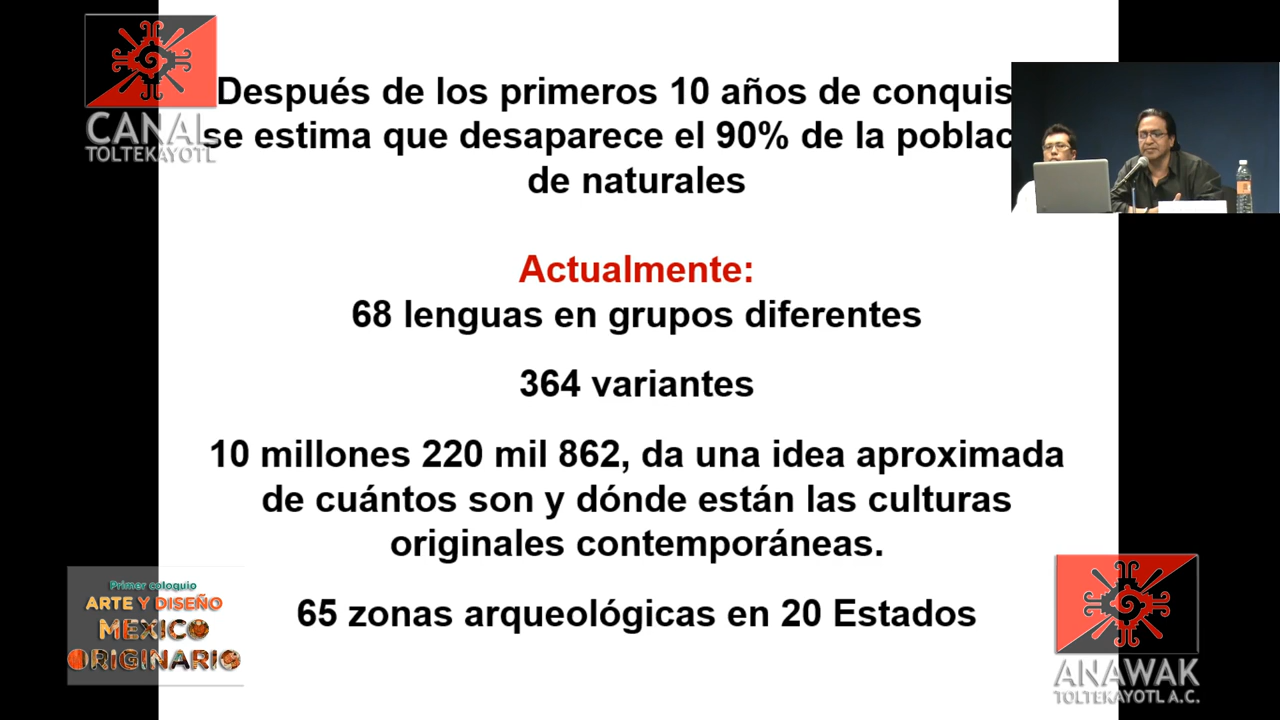 CANAL
TOLTEKAYOTL
Después de los primeros 10 años de conquis
se estima que desaparece el 90% de la poblac
de naturales
Actualmente:
68 lenguas en grupos diferentes
364 variantes
10 millones 220 mil 862, da una idea aproximada
de cuántos son y dónde están las culturas
originales contemporáneas.
65 zonas arqueológicas en 20 Estados
Primer coloquio
ARTE Y DISEÑO
MEXICO
ORIGINARIO
ANAWAK
TOLTEKAYOTL A.C.